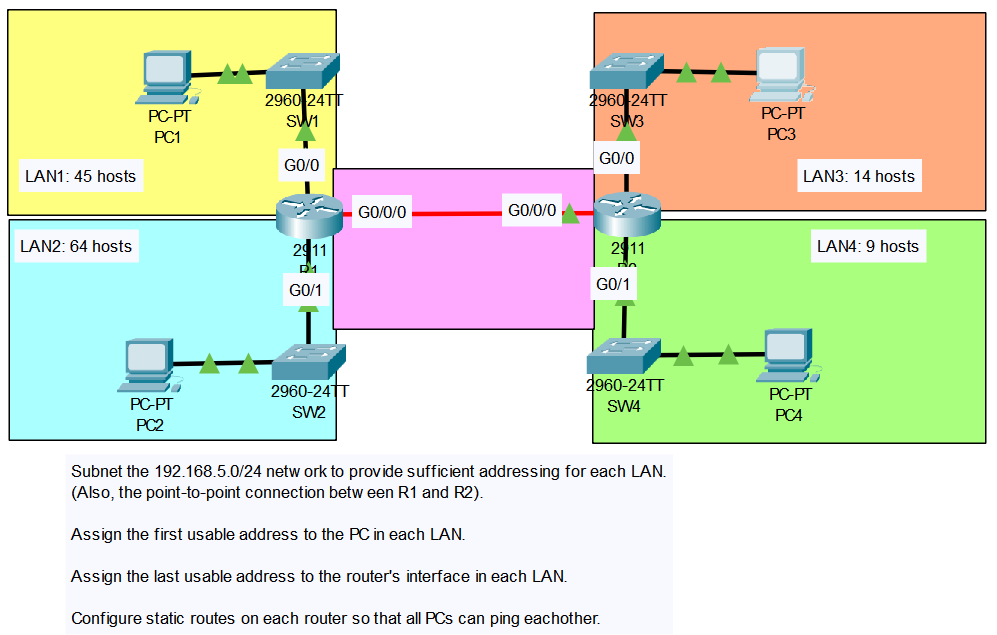 PC-PT
PC1
2960-24TT
SW1
G0/0
LAN1: 45 hosts
2960-24TT
SW3
G0/0
PC-PT
PC3
LAN3: 14 hosts
G0/0/0
G0/0/0
2911
R1
2911
LAN2: 64 hosts
LAN4: 9 hosts
G0/1
G0/1
PC-PT
PC2
2960-24TT
SW2
2960-24TT
SW4
PC-PT
PC4
Subnet the 192.168.5.0/24 netw ork to provide sufficient addressing for each LAN.
(Also, the point-to-point connection betw een R1 and R2).
Assign the first usable address to the PC in each LAN.
Assign the last usable address to the router's interface in each LAN.
Configure static routes on each router so that all PCs can ping eachother.